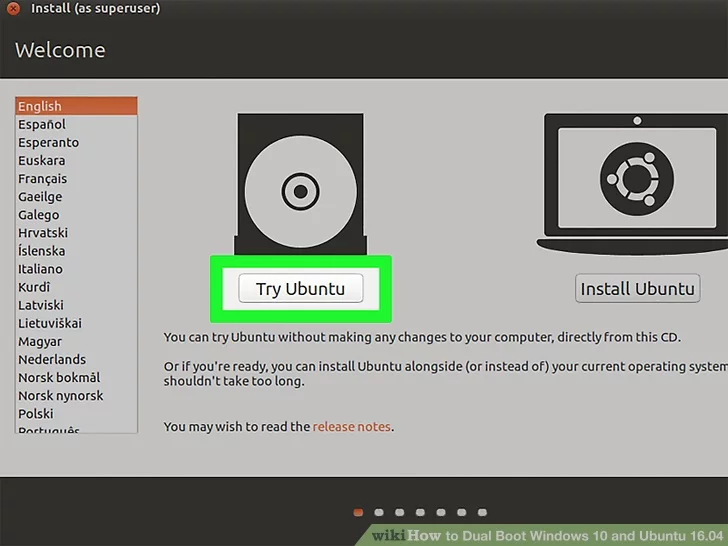 Install (as superuser)
Welcome
English
Español
Esperanto
Euskara
Français
Gaeilge
Galego
Hrvatski
Íslenska
Italiano
Kurdî
Latviski
Lietuviškai
Magyar
Nederlands
Norsk bokmål
Norsk nynorsk
Polski
Português
Try Ubuntu
Install Ubuntu
You can try Ubuntu without making any changes to your computer, directly from this CD.
Or if you're ready, you can install Ubuntu alongside (or instead of) your current operating system
shouldn't take too long.
You may wish to read the release notes.
wikiHow to Dual Boot Windows 10 and Ubuntu 16.04